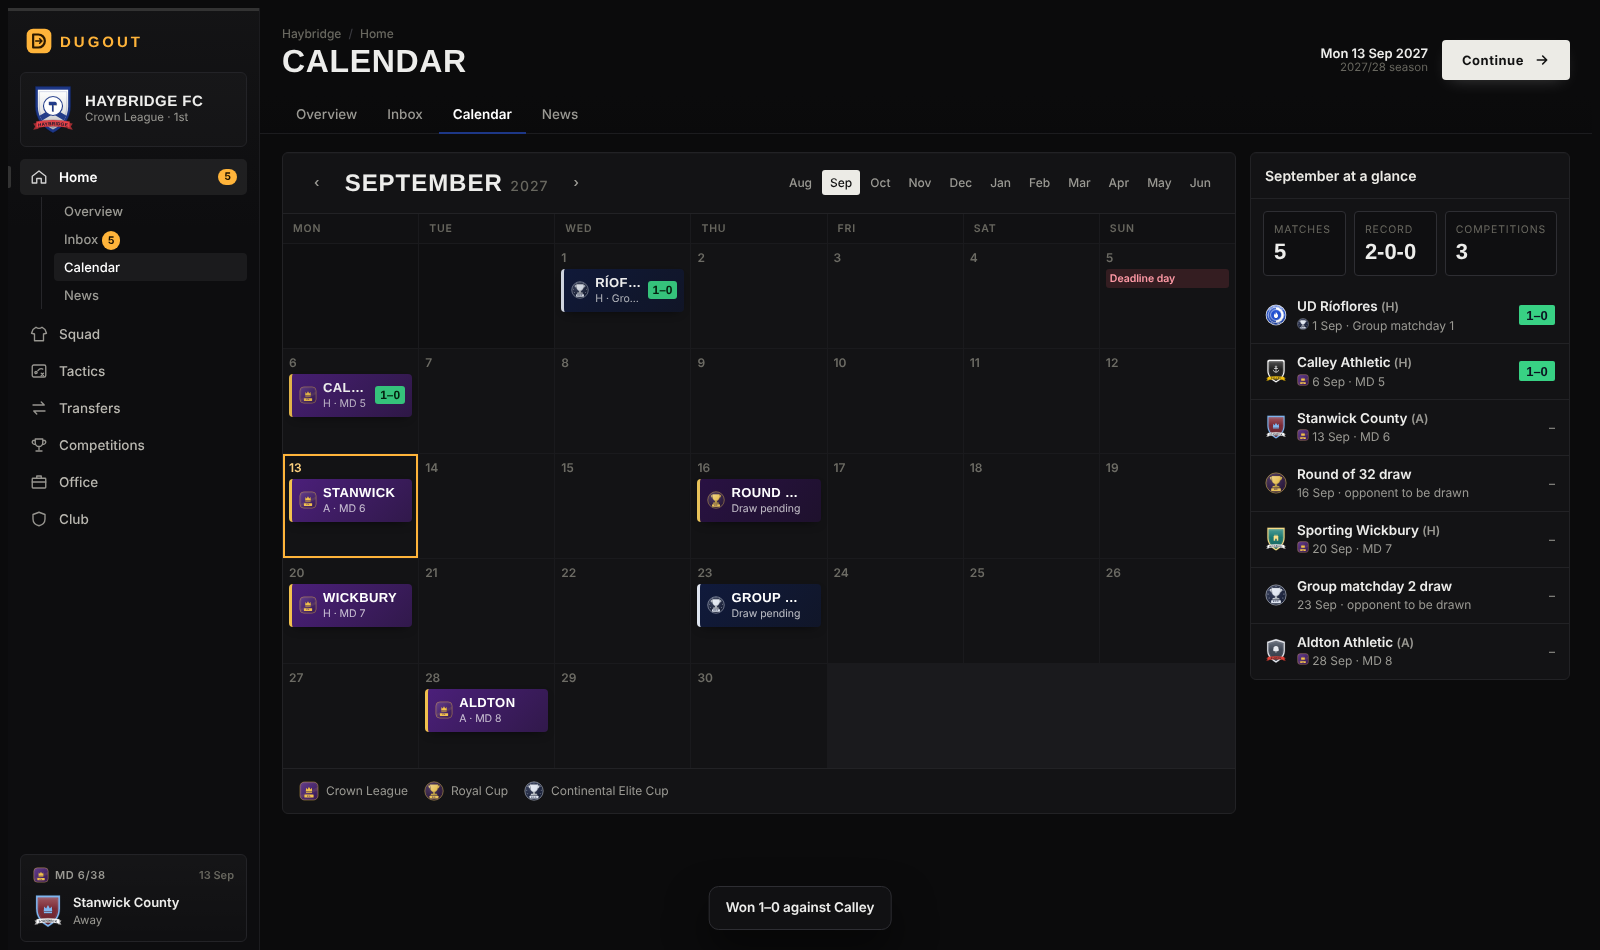 DUGOUT
HAYBRIDGE FC
Crown League · 1st
Home 5
Overview
Inbox 5
Calendar
News
Squad
Tactics
Transfers
Competitions
Office
Club
MD 6/38 13 Sep
Stanwick County
Away
Haybridge / Home
CALENDAR
Mon 13 Sep 2027
2027/28 season
Continue →
Overview Inbox Calendar News
‹ SEPTEMBER 2027 ›
Aug Sep Oct Nov Dec Jan Feb Mar Apr May Jun
MON TUE WED THU FRI SAT SUN
1 2 3 4 5
RÍOF... 1–0
H · Gro...
Deadline day
6 7 8 9 10 11 12
CAL... 1–0
H · MD 5
13 14 15 16 17 18 19
STANWICK
A · MD 6
ROUND ...
Draw pending
20 21 22 23 24 25 26
WICKBURY
H · MD 7
GROUP ...
Draw pending
27 28 29 30
ALDTON
A · MD 8
Crown League Royal Cup Continental Elite Cup
September at a glance
MATCHES RECORD COMPETITIONS
5 2-0-0 3
UD Ríoflores (H)
1 Sep · Group matchday 1
1–0
Calley Athletic (H)
6 Sep · MD 5
1–0
Stanwick County (A)
13 Sep · MD 6
–
Round of 32 draw
16 Sep · opponent to be drawn
–
Sporting Wickbury (H)
20 Sep · MD 7
–
Group matchday 2 draw
23 Sep · opponent to be drawn
–
Aldton Athletic (A)
28 Sep · MD 8
–
Won 1–0 against Calley